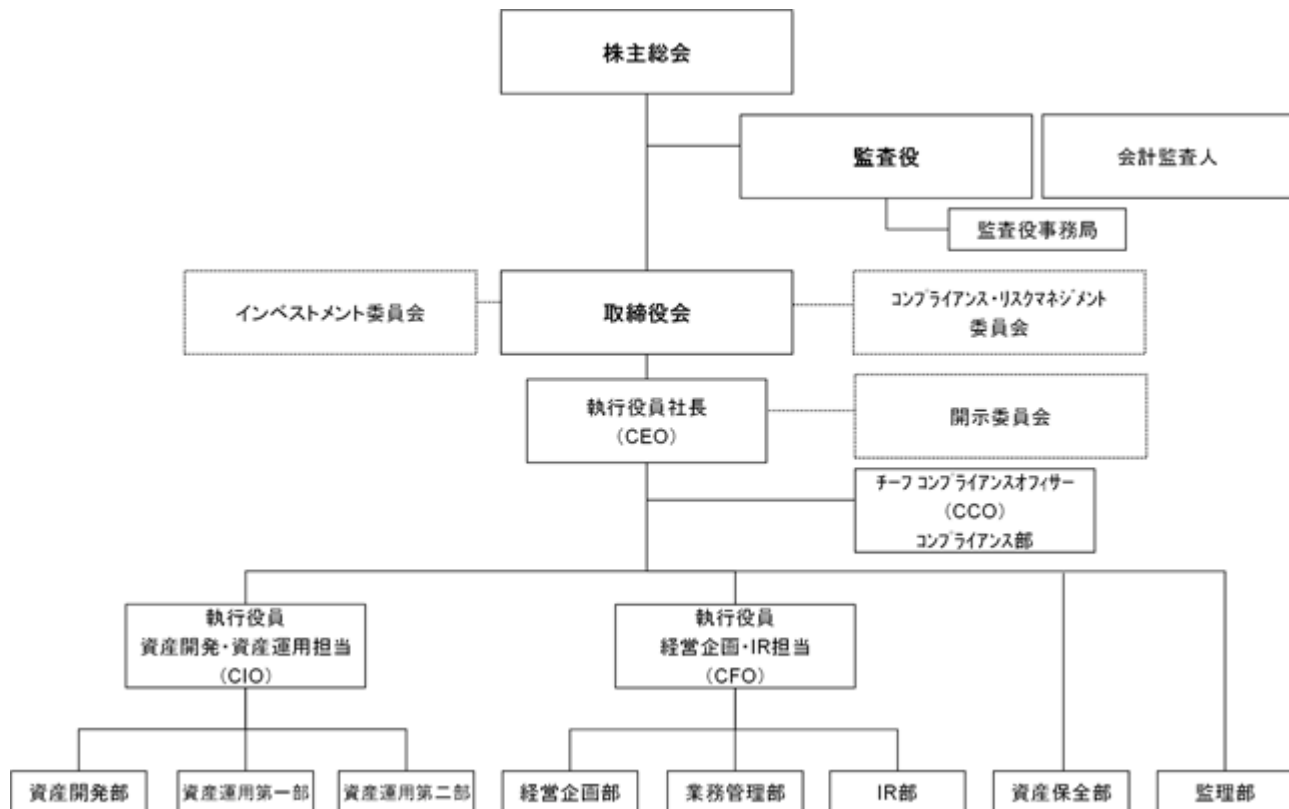 株主総会
監査役
会計監査人
監査役事務局
インベストメント委員会
取締役会
コンプライアンス・リスクマネジメント
委員会
執行役員社長
（CEO）
開示委員会
チーフ コンプライアンスオフィサー
（CCO）
コンプライアンス部
執行役員
資産開発・資産運用担当
（CIO）
執行役員
経営企画・IR担当
（CFO）
資産開発部
資産運用第一部
資産運用第二部
経営企画部
業務管理部
IR部
資産保全部
監理部